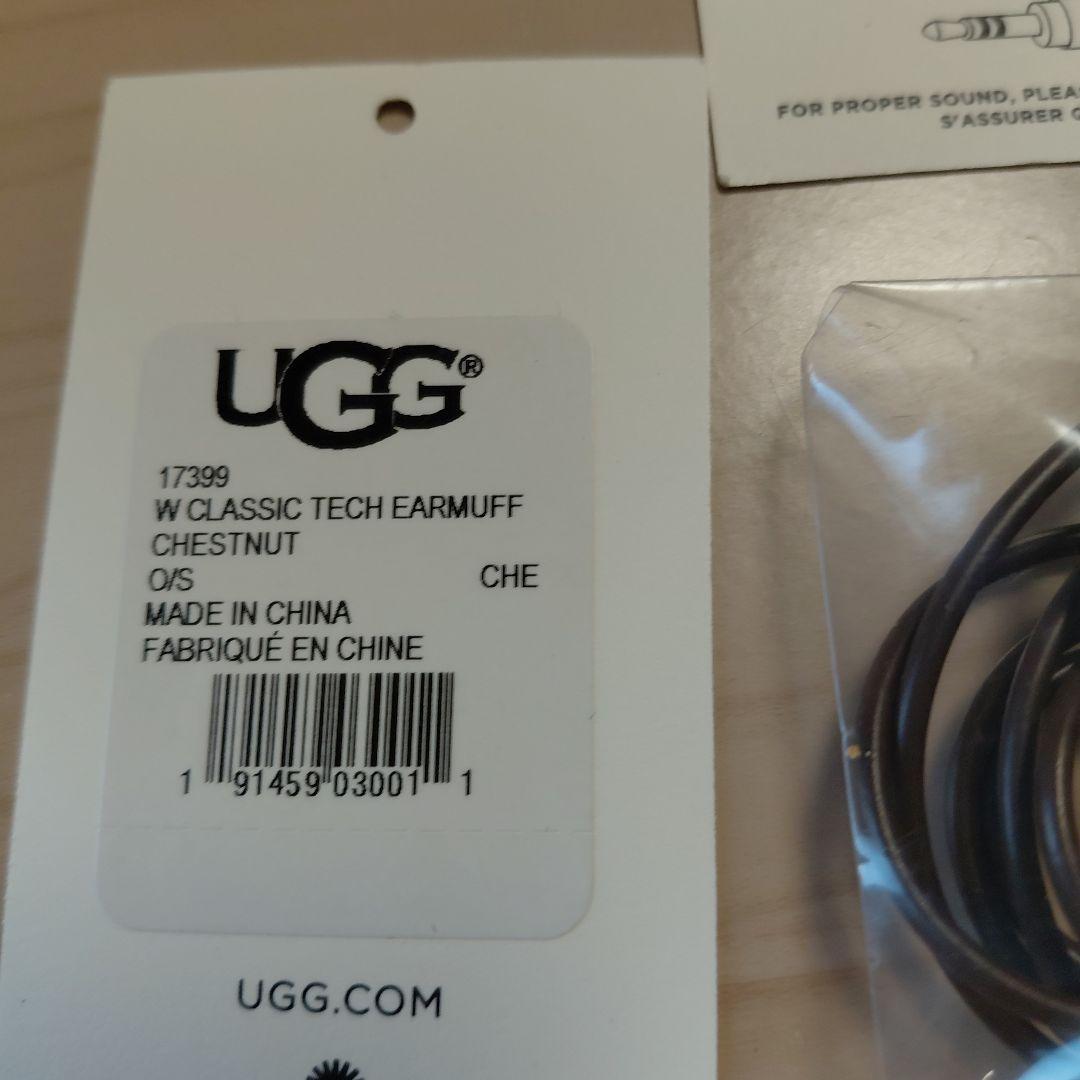 UGG®
17399
W CLASSIC TECH EARMUFF
CHESTNUT
O/S CHE
MADE IN CHINA
FABRIQUÉ EN CHINE
1 91459 03001 1
UGG.COM
FOR PROPER SOUND,
S'ASSURER